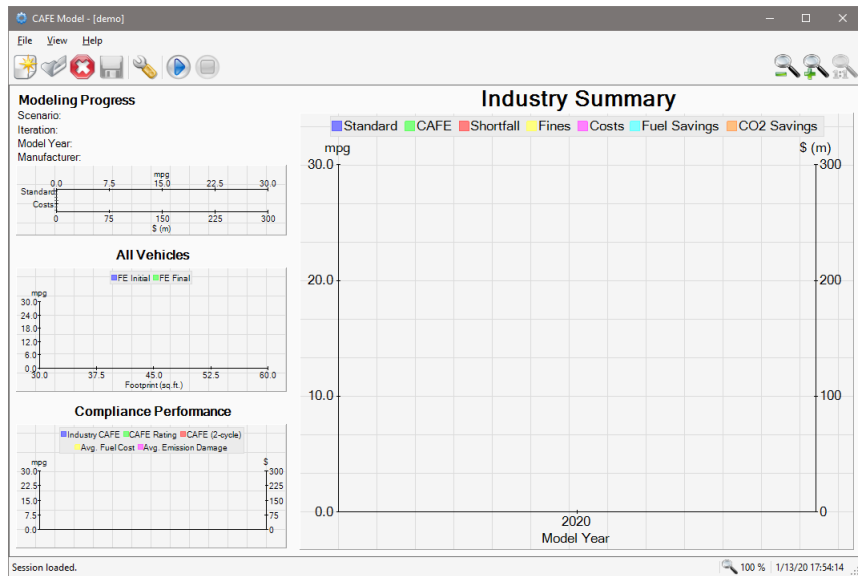 CAFE Model - [demo]
File View Help
Modeling Progress
Scenario:
Iteration:
Model Year:
Manufacturer:
mpg
0.0 7.5 15.0 22.5 30.0
Standard
Costs
0 75 150 225 300
$ (m)
All Vehicles
FE Initial FE Final
mpg
30.0
24.0
18.0
12.0
6.0
0.0
30.0 37.5 45.0 52.5 60.0
Footprint (sq.ft.)
Compliance Performance
Industry CAFE CAFE Rating CAFE (2-cycle)
Avg. Fuel Cost Avg. Emission Damage
mpg $
30.0 300
22.5 225
15.0 150
7.5 75
0.0 0
Industry Summary
Standard CAFE Shortfall Fines Costs Fuel Savings CO2 Savings
mpg $ (m)
30.0 300
20.0 200
10.0 100
0.0 0
2020
Model Year
Session loaded.
100 % 1/13/20 17:54:14